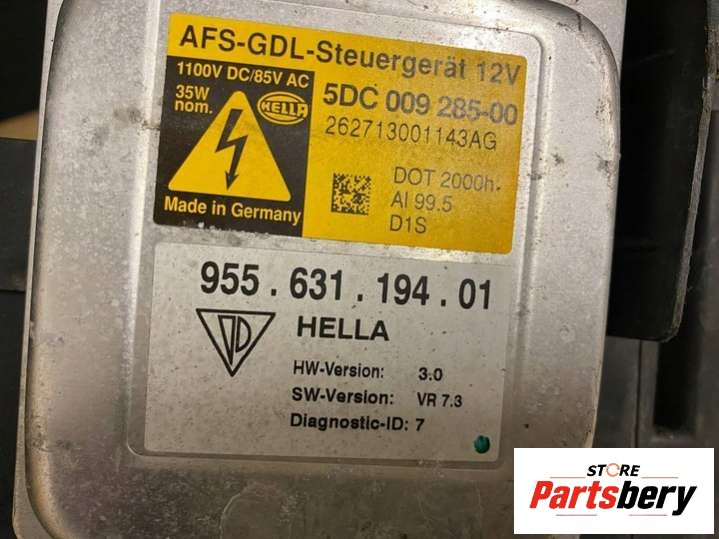 AFS-GDL-Steuergerät 12V
1100V DC/85V AC
35W
nom.
HELLA
5DC 009 285-00
262713001143AG
DOT 2000h.
Al 99.5
D1S
Made in Germany
955.631.194.01
HELLA
HW-Version: 3.0
SW-Version: VR 7.3
Diagnostic-ID: 7
STORE
Partsbery